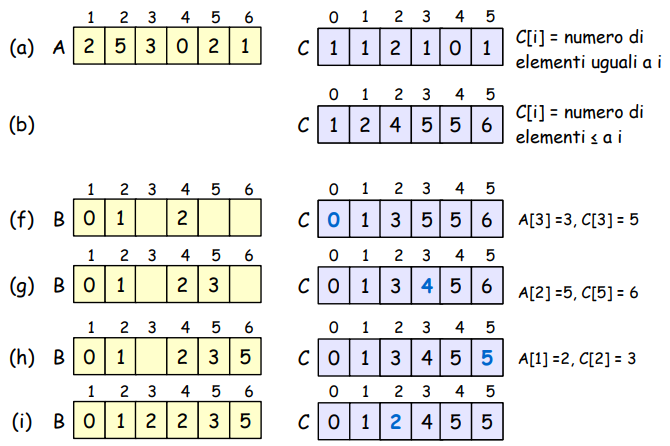 1 2 3 4 5 6 0 1 2 3 4 5
(a) A 2 5 3 0 2 1 C 1 1 2 1 0 1 C[i] = numero di
elementi uguali a i
0 1 2 3 4 5
(b) C 1 2 4 5 5 6 C[i] = numero di
elementi ≤ a i
1 2 3 4 5 6 0 1 2 3 4 5
(f) B 0 1 2 C 0 1 3 5 5 6 A[3] =3, C[3] = 5
1 2 3 4 5 6 0 1 2 3 4 5
(g) B 0 1 2 3 C 0 1 3 4 5 6 A[2] =5, C[5] = 6
1 2 3 4 5 6 0 1 2 3 4 5
(h) B 0 1 2 3 5 C 0 1 3 4 5 5 A[1] =2, C[2] = 3
1 2 3 4 5 6 0 1 2 3 4 5
(i) B 0 1 2 2 3 5 C 0 1 2 4 5 5